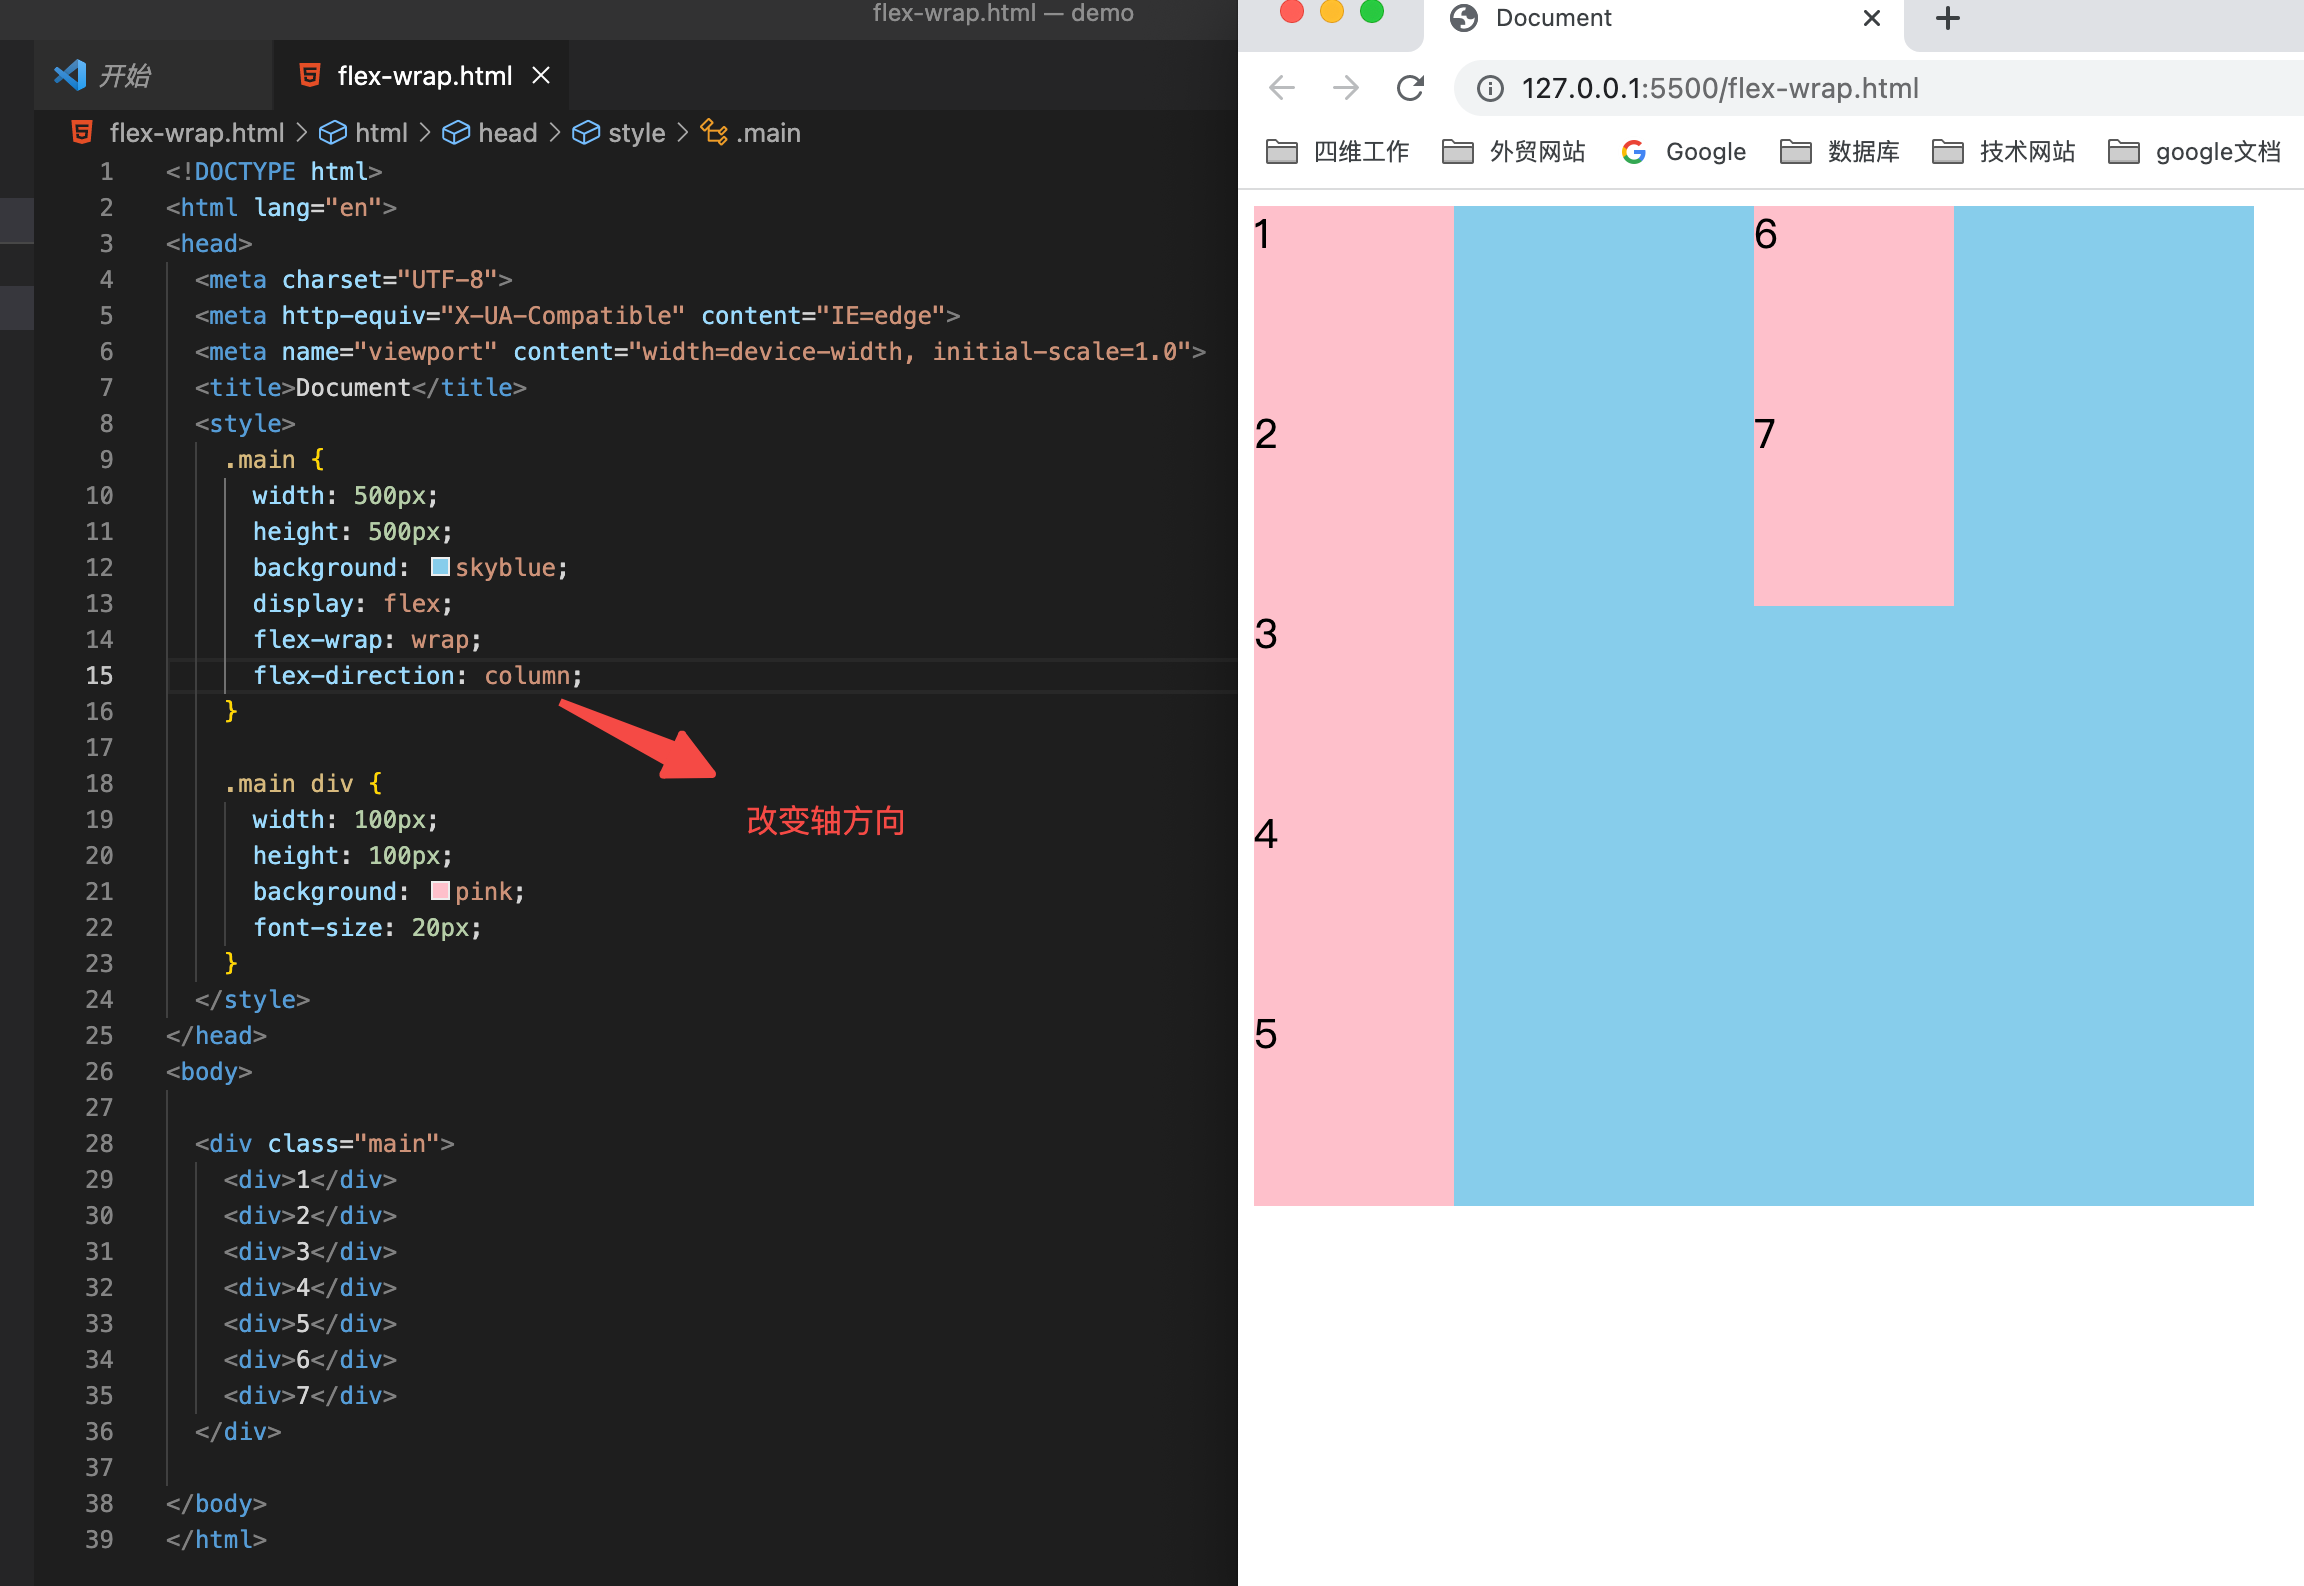 flex-wrap.html — demo
开始
flex-wrap.html
flex-wrap.html > html > head > style > .main
1 <!DOCTYPE html>
2 <html lang="en">
3 <head>
4 <meta charset="UTF-8">
5 <meta http-equiv="X-UA-Compatible" content="IE=edge">
6 <meta name="viewport" content="width=device-width, initial-scale=1.0">
7 <title>Document</title>
8 <style>
9 .main {
10 width: 500px;
11 height: 500px;
12 background: skyblue;
13 display: flex;
14 flex-wrap: wrap;
15 flex-direction: column;
16 }
17
18 .main div {
19 width: 100px;
20 height: 100px;
21 background: pink;
22 font-size: 20px;
23 }
24 </style>
25 </head>
26 <body>
27
28 <div class="main">
29 <div>1</div>
30 <div>2</div>
31 <div>3</div>
32 <div>4</div>
33 <div>5</div>
34 <div>6</div>
35 <div>7</div>
36 </div>
37
38 </body>
39 </html>
改变轴方向
Document
127.0.0.1:5500/flex-wrap.html
四维工作 外贸网站 Google 数据库 技术网站 google文档
1
2
3
4
5
6
7